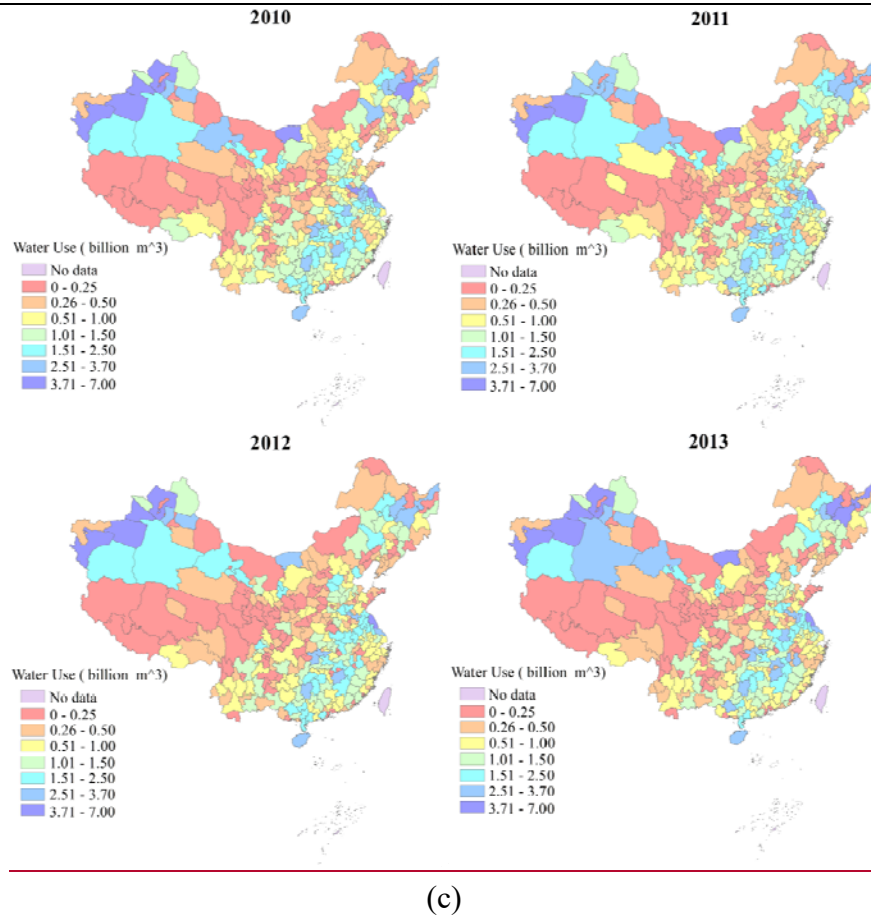 2010
2011
Water Use ( billion m^3)
No data
0 - 0.25
0.26 - 0.50
0.51 - 1.00
1.01 - 1.50
1.51 - 2.50
2.51 - 3.70
3.71 - 7.00
Water Use ( billion m^3)
No data
0 - 0.25
0.26 - 0.50
0.51 - 1.00
1.01 - 1.50
1.51 - 2.50
2.51 - 3.70
3.71 - 7.00
2012
2013
Water Use ( billion m^3)
No data
0 - 0.25
0.26 - 0.50
0.51 - 1.00
1.01 - 1.50
1.51 - 2.50
2.51 - 3.70
3.71 - 7.00
Water Use ( billion m^3)
No data
0 - 0.25
0.26 - 0.50
0.51 - 1.00
1.01 - 1.50
1.51 - 2.50
2.51 - 3.70
3.71 - 7.00
(c)